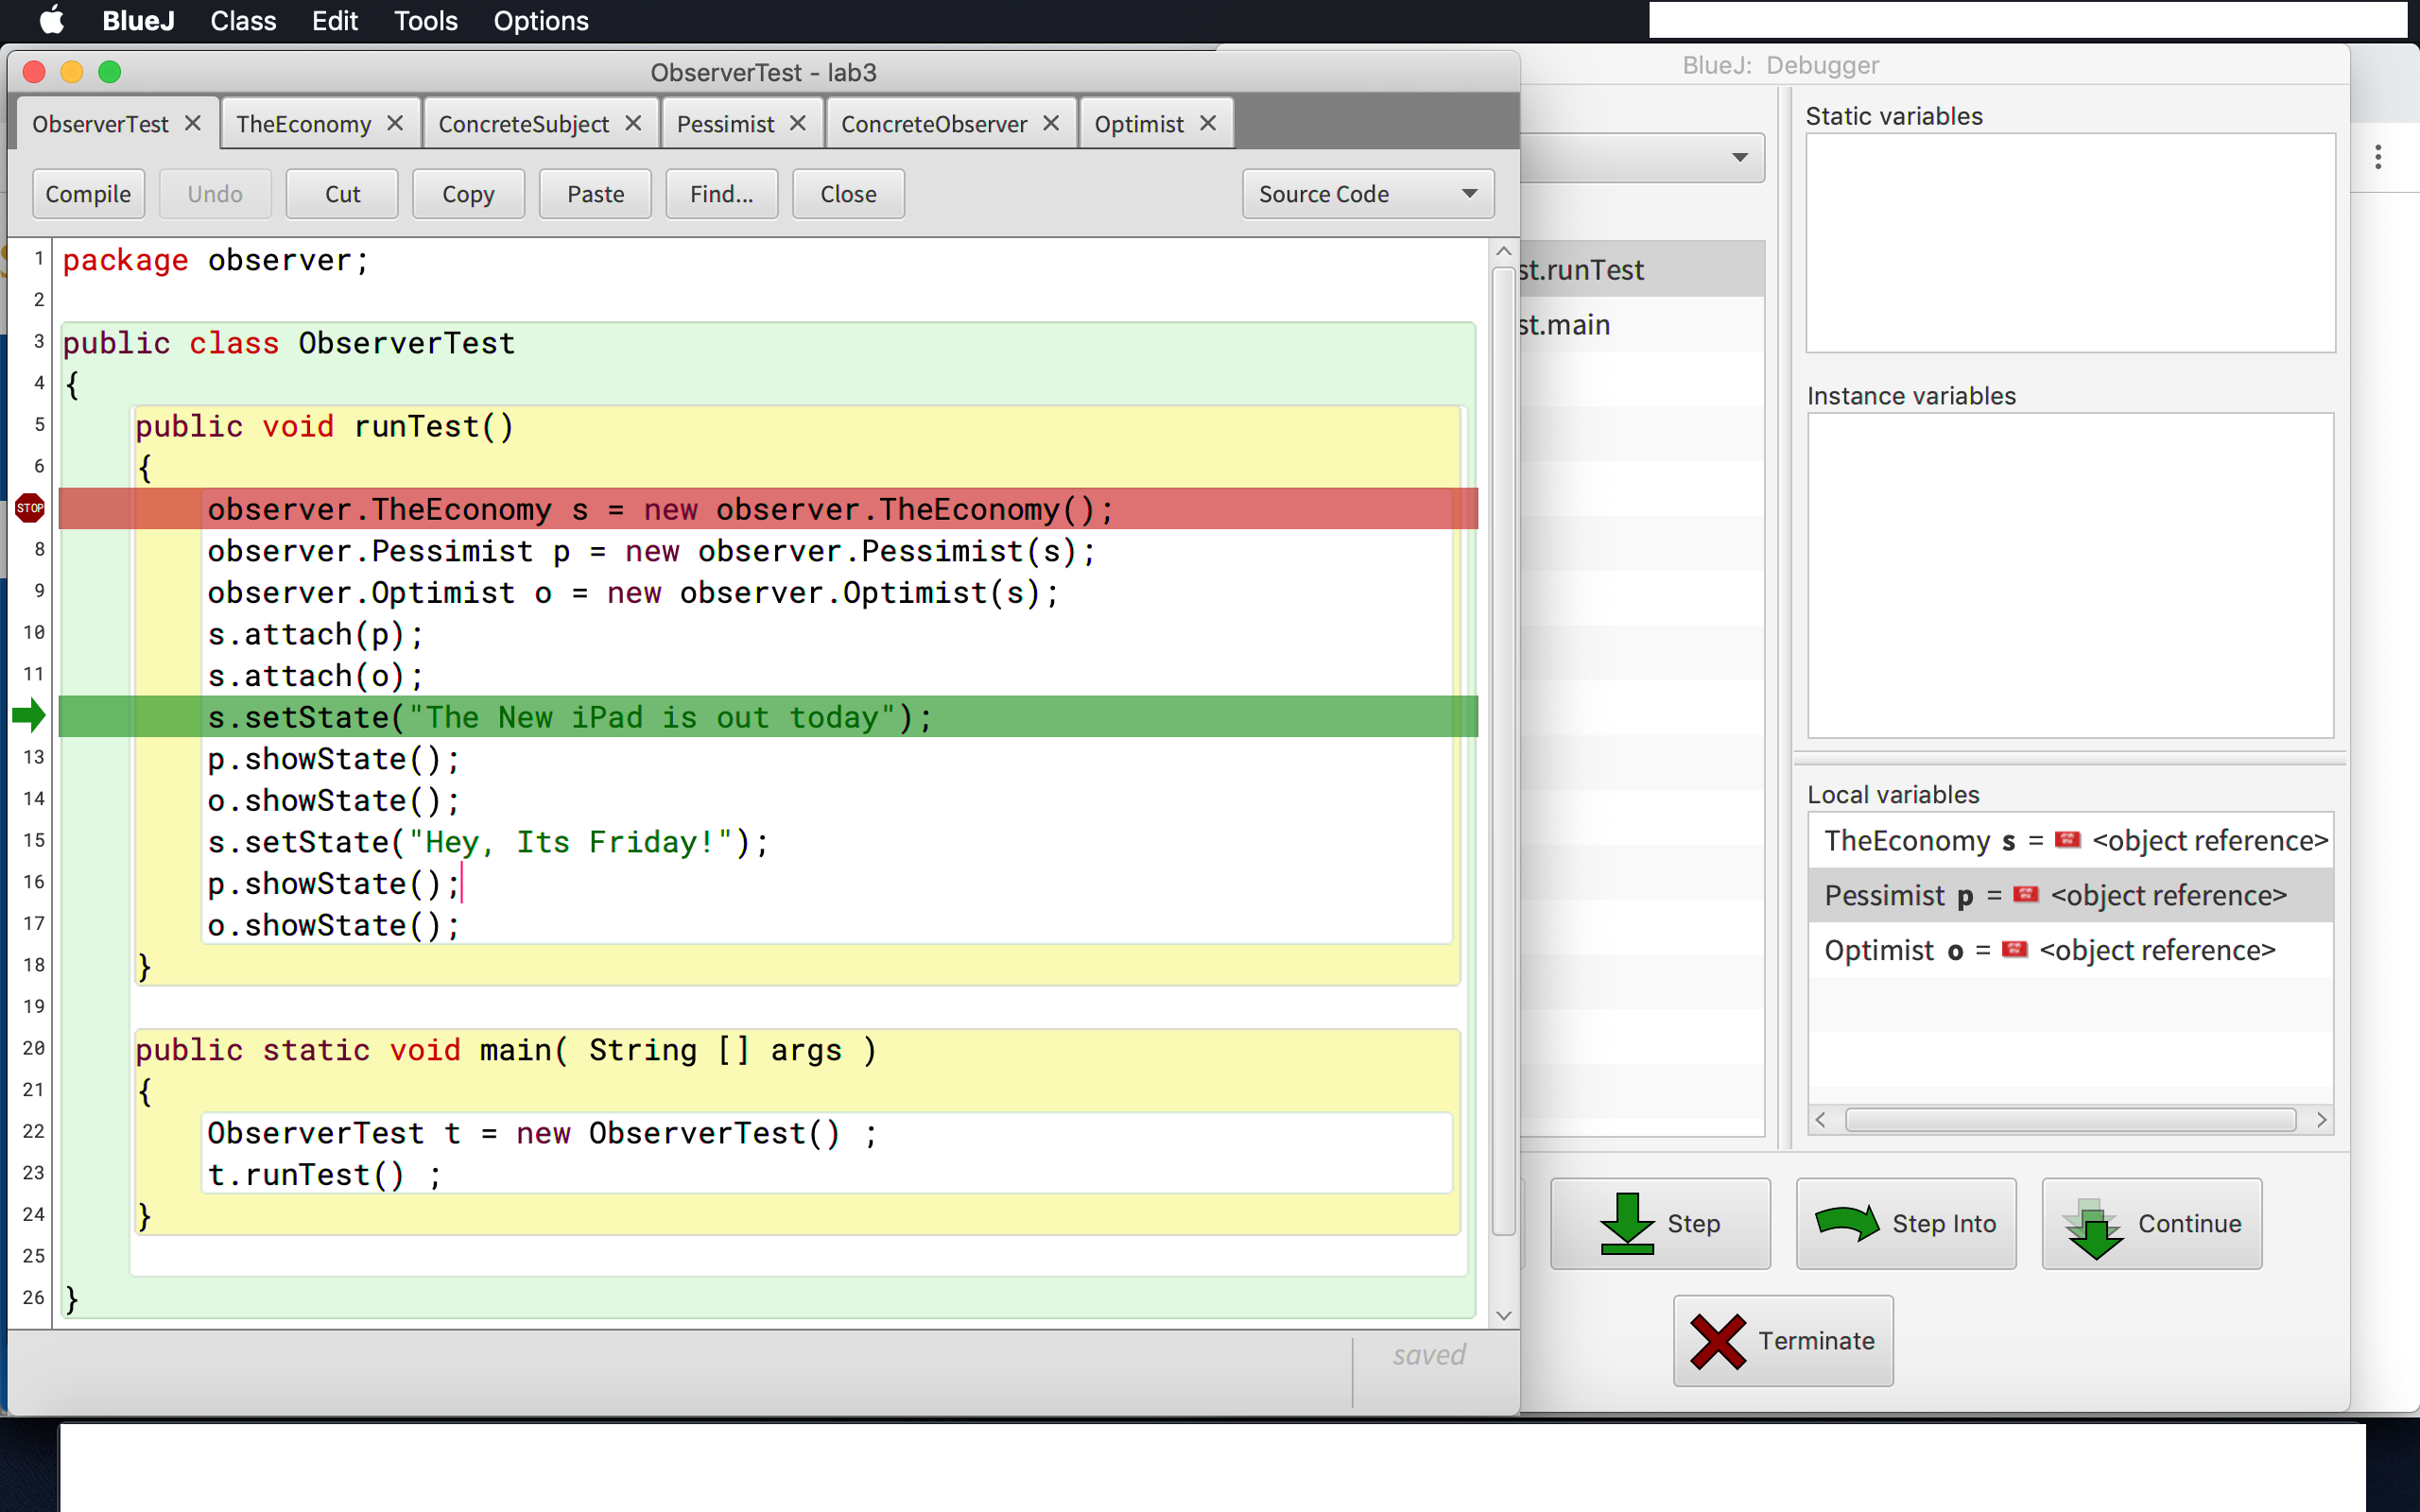 BlueJ Class Edit Tools Options
ObserverTest - lab3
ObserverTest TheEconomy ConcreteSubject Pessimist ConcreteObserver Optimist
Compile Undo Cut Copy Paste Find... Close Source Code
1 package observer;
2
3 public class ObserverTest
4 {
5 public void runTest()
6 {
STOP observer.TheEconomy s = new observer.TheEconomy();
8 observer.Pessimist p = new observer.Pessimist(s);
9 observer.Optimist o = new observer.Optimist(s);
10 s.attach(p);
11 s.attach(o);
s.setState("The New iPad is out today");
13 p.showState();
14 o.showState();
15 s.setState("Hey, Its Friday!");
16 p.showState();
17 o.showState();
18 }
19
20 public static void main( String [] args )
21 {
22 ObserverTest t = new ObserverTest() ;
23 t.runTest() ;
24 }
25
26 }
saved
BlueJ: Debugger
st.runTest
st.main
Static variables
Instance variables
Local variables
TheEconomy s = <object reference>
Pessimist p = <object reference>
Optimist o = <object reference>
Step Step Into Continue
Terminate